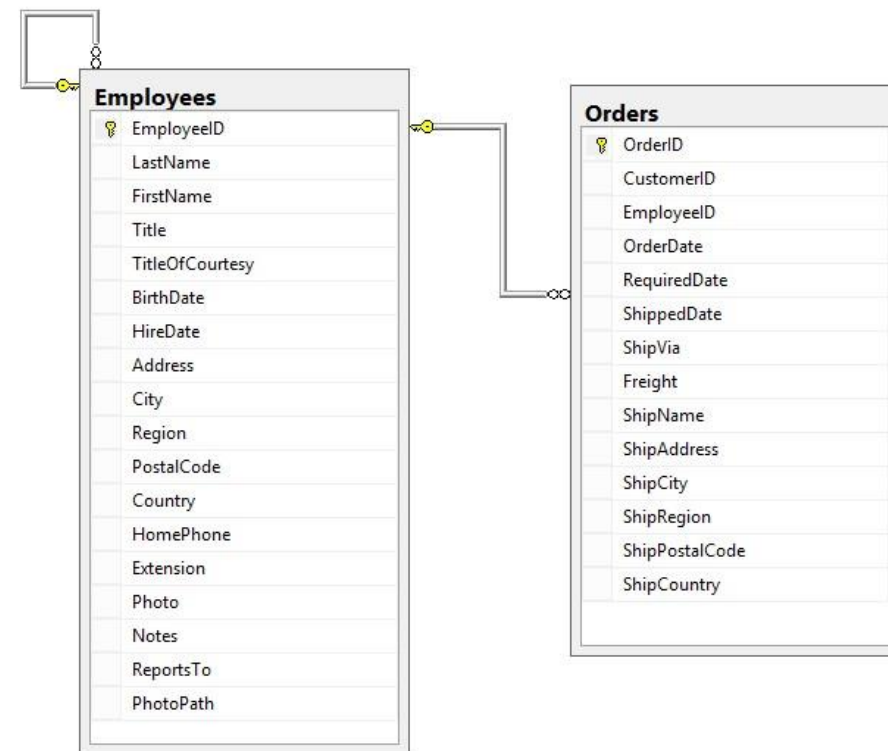 Employees
EmployeeID
LastName
FirstName
Title
TitleOfCourtesy
BirthDate
HireDate
Address
City
Region
PostalCode
Country
HomePhone
Extension
Photo
Notes
ReportsTo
PhotoPath
Orders
OrderID
CustomerID
EmployeeID
OrderDate
RequiredDate
ShippedDate
ShipVia
Freight
ShipName
ShipAddress
ShipCity
ShipRegion
ShipPostalCode
ShipCountry